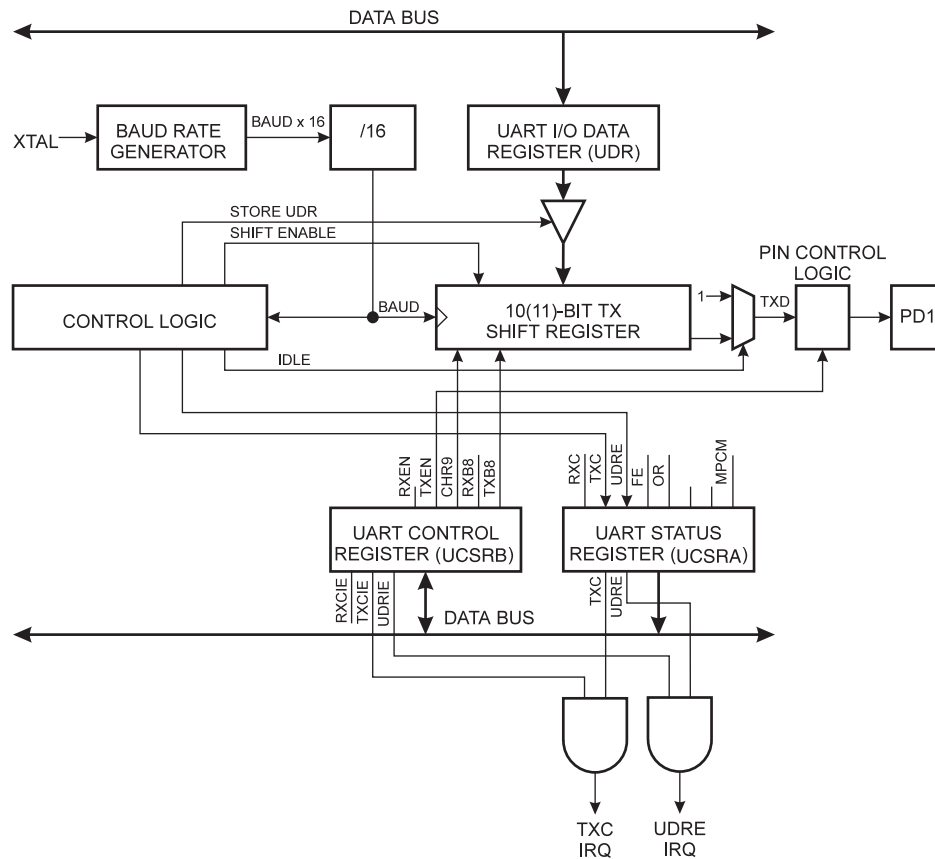 DATA BUS
XTAL
BAUD RATE
GENERATOR
BAUD x 16
/16
UART I/O DATA
REGISTER (UDR)
STORE UDR
SHIFT ENABLE
PIN CONTROL
LOGIC
CONTROL LOGIC
BAUD
10(11)-BIT TX
SHIFT REGISTER
1
TXD
PD1
IDLE
RXEN
TXEN
CHR9
RXB8
TXB8
RXC
TXC
UDRE
FE
OR
MPCM
UART CONTROL
REGISTER (UCSRB)
UART STATUS
REGISTER (UCSRA)
RXCIE
TXCIE
UDRIE
TXC
UDRE
DATA BUS
TXC
IRQ
UDRE
IRQ